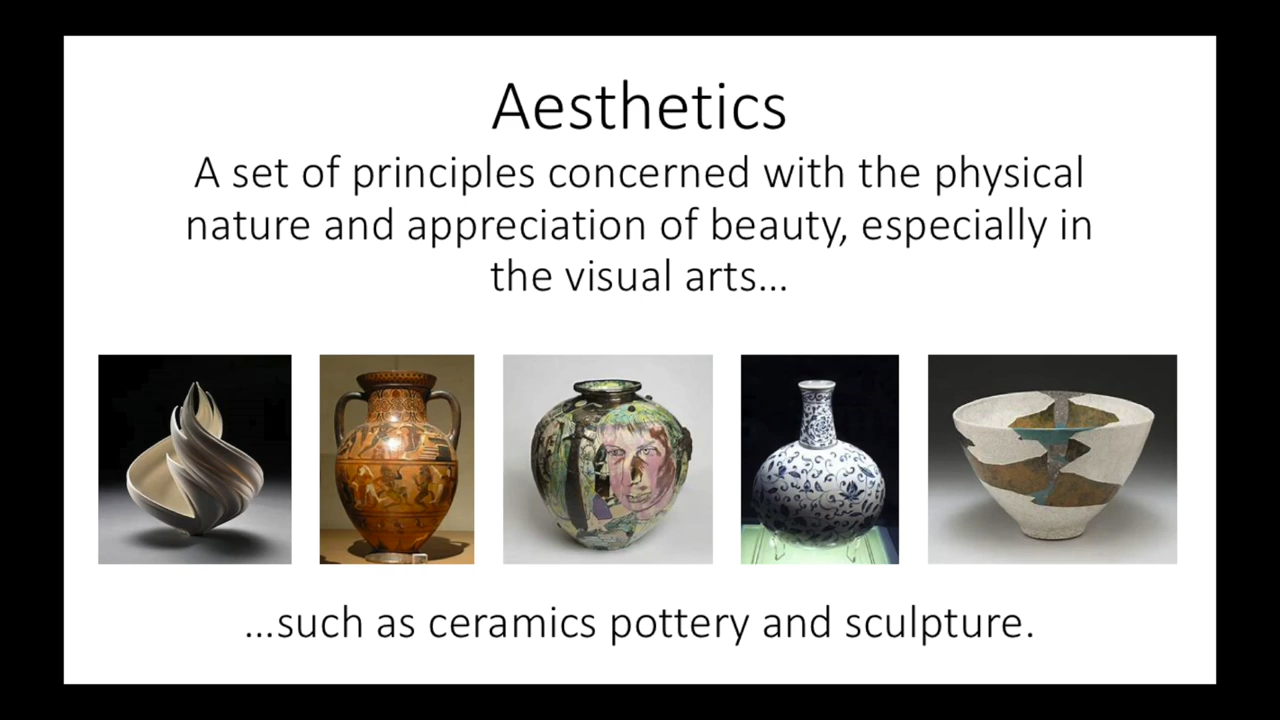 Aesthetics
A set of principles concerned with the physical
nature and appreciation of beauty, especially in
the visual arts...
...such as ceramics pottery and sculpture.